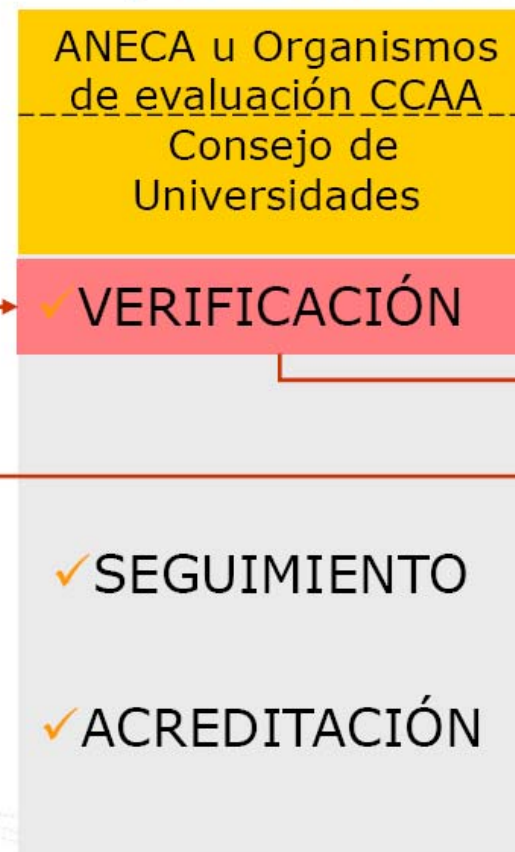 ANECA u Organismos
de evaluación CCAA
Consejo de
Universidades
✓VERIFICACIÓN
✓SEGUIMIENTO
✓ACREDITACIÓN